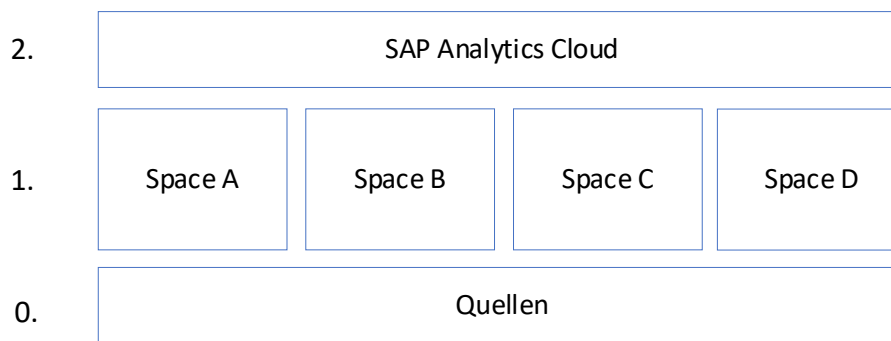 2. SAP Analytics Cloud
1. Space A Space B Space C Space D
0. Quellen